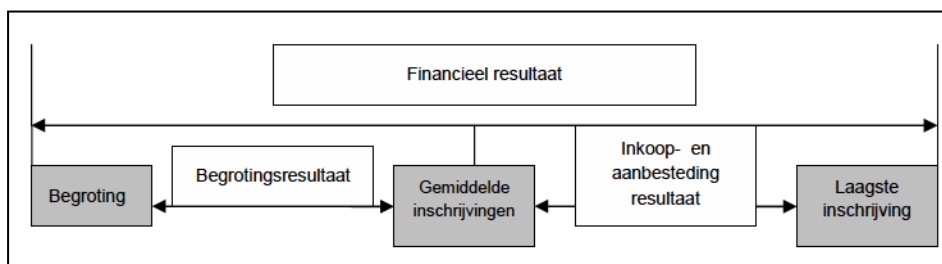 Financieel resultaat
Begroting
Begrotingsresultaat
Gemiddelde
inschrijvingen
Inkoop- en
aanbesteding
resultaat
Laagste
inschrijving